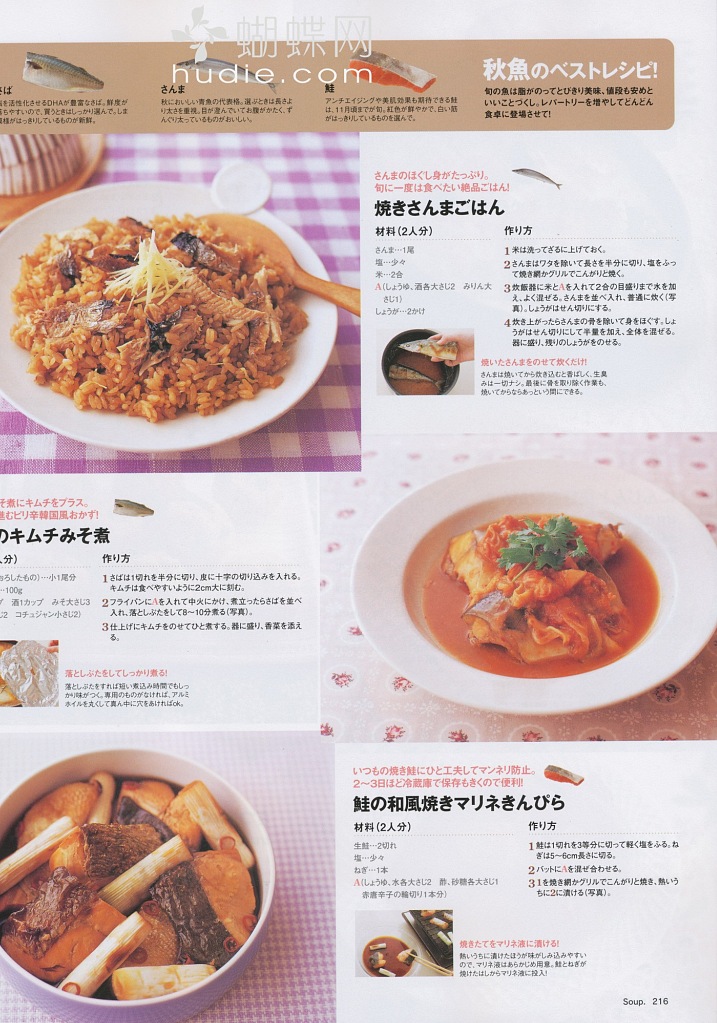 蝴蝶网
hudie.com
さば
を活性化させるDHAが豊富なさば。鮮度が
ちやすいので、買うときはしっかり選んで。しま
模様がはっきりしているものが新鮮。
さんま
秋においしい青魚の代表格。選ぶときは長さよ
り太さを重視。目が澄んでいてお腹がかたく、ず
んぐり太っているものがおいしい。
鮭
アンチエイジングや美肌効果も期待できる鮭
は、11月頃までが旬。紅色が鮮やかで、白い筋
がはっきりしているものを選んで。
秋魚のベストレシピ!
旬の魚は脂がのってとびきり美味、値段も安めと
いいことづくし。レパートリーを増やしてどんどん
食卓に登場させて!
さんまのほぐし身がたっぷり。
旬に一度は食べたい絶品ごはん!
焼きさんまごはん
材料(2人分)
さんま…1尾
塩…少々
米…2合
A(しょうゆ、酒各大さじ2 みりん大
さじ1)
しょうが…2かけ
作り方
1 米は洗ってざるに上げておく。
2 さんまはワタを除いて長さを半分に切り、塩をふっ
て焼き網かグリルでこんがりと焼く。
3 炊飯器に米とAを入れて2合の目盛りまで水を加
え、よく混ぜる。さんまを並べ入れ、普通に炊く(写
真)。しょうがはせん切りにする。
4 炊き上がったらさんまの骨を除いて身をほぐす。しょ
うがはせん切りにして半量を加え、全体を混ぜる。
器に盛り、残りのしょうがをのせる。
焼いたさんまをのせて炊くだけ!
さんまは焼いてから炊き込むと香ばしく、生臭
みは一切ナシ。最後に骨を取り除く作業も、
焼いてからならあっという間にできる。
そ煮にキムチをプラス。
進むピリ辛韓国風おかず!
のキムチみそ煮
人分)
おろしたもの)…小1尾分
…100g
酒1カップ みそ大さじ3
じ2 コチュジャン小さじ2)
作り方
1 さばは1切れを半分に切り、皮に十字の切り込みを入れる。
キムチは食べやすいように2cm大に刻む。
2 フライパンにAを入れて中火にかけ、煮立ったらさばを並べ
入れ、落としぶたをして8〜10分煮る(写真)。
3 仕上げにキムチをのせてひと煮する。器に盛り、香菜を添え
る。
落としぶたをしてしっかり煮る!
落としぶたをすれば短い煮込み時間でもしっ
かり味がつく。専用のものがなければ、アルミ
ホイルを丸くして真ん中に穴をあければok。
いつもの焼き鮭にひと工夫してマンネリ防止。
2〜3日ほど冷蔵庫で保存もきくので便利!
鮭の和風焼きマリネきんぴら
材料(2人分)
生鮭…2切れ
塩…少々
ねぎ…1本
A(しょうゆ、水各大さじ2 酢、砂糖各大さじ1
赤唐辛子の輪切り1本分)
作り方
1 鮭は1切れを3等分に切って軽く塩をふる。ね
ぎは5〜6cm長さに切る。
2 バットにAを混ぜ合わせる。
3 1を焼き網かグリルでこんがりと焼き、熱いう
ちに2に漬ける(写真)。
焼きたてをマリネ液に漬ける!
熱いうちに漬けたほうが味がしみ込みやすい
ので、マリネ液はあらかじめ用意。鮭とねぎが
焼けたはしからマリネ液に投入!
Soup. 216